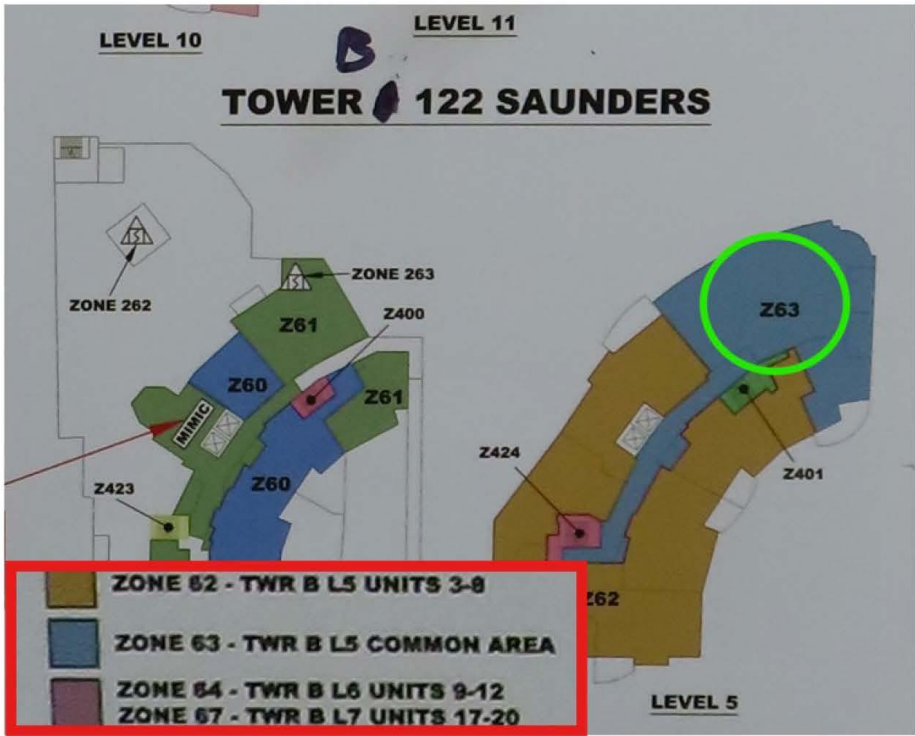 LEVEL 10
LEVEL 11
B
TOWER 122 SAUNDERS
ZONE 262
ZONE 263
Z400
Z61
Z60
Z61
MIMIC
Z60
Z423
Z63
Z401
Z424
Z62
LEVEL 5
ZONE 62 - TWR B L5 UNITS 3-8
ZONE 63 - TWR B L5 COMMON AREA
ZONE 64 - TWR B L6 UNITS 9-12
ZONE 67 - TWR B L7 UNITS 17-20